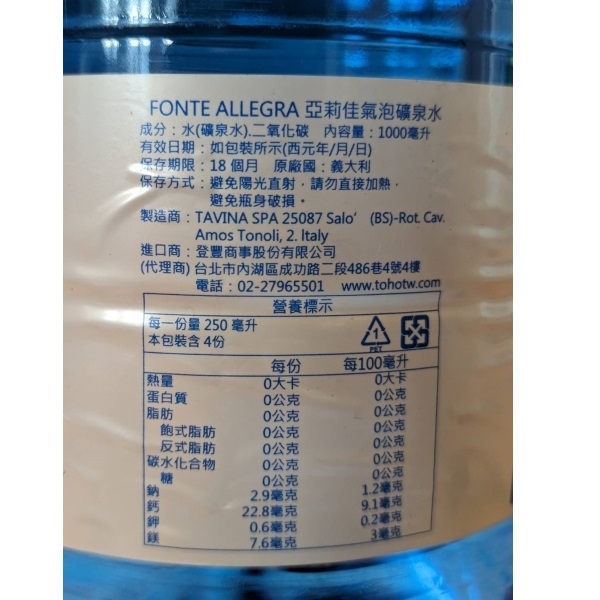 FONTE ALLEGRA 亞莉佳氣泡礦泉水
成分：水(礦泉水).二氧化碳 內容量：1000毫升
有效日期：如包裝所示(西元年/月/日)
保存期限：18個月 原廠國：義大利
保存方式：避免陽光直射，請勿直接加熱，
避免瓶身破損。
製造商：TAVINA SPA 25087 Salo' (BS)-Rot. Cav.
Amos Tonoli, 2. ltaly
進口商：登豐商事股份有限公司
(代理商) 台北市內湖區成功路二段486巷4號4樓
電話：02-27965501 www.tohotw.com
營養標示
每一份量 250 毫升
本包裝含 4份
1
PET
每份 每100毫升
熱量 0大卡 0大卡
蛋白質 0公克 0公克
脂肪 0公克 0公克
飽式脂肪 0公克 0公克
反式脂肪 0公克 0公克
碳水化合物 0公克 0公克
糖 0公克 0公克
鈉 2.9毫克 1.2毫克
鈣 22.8毫克 9.1毫克
鉀 0.6毫克 0.2毫克
鎂 7.6毫克 3毫克